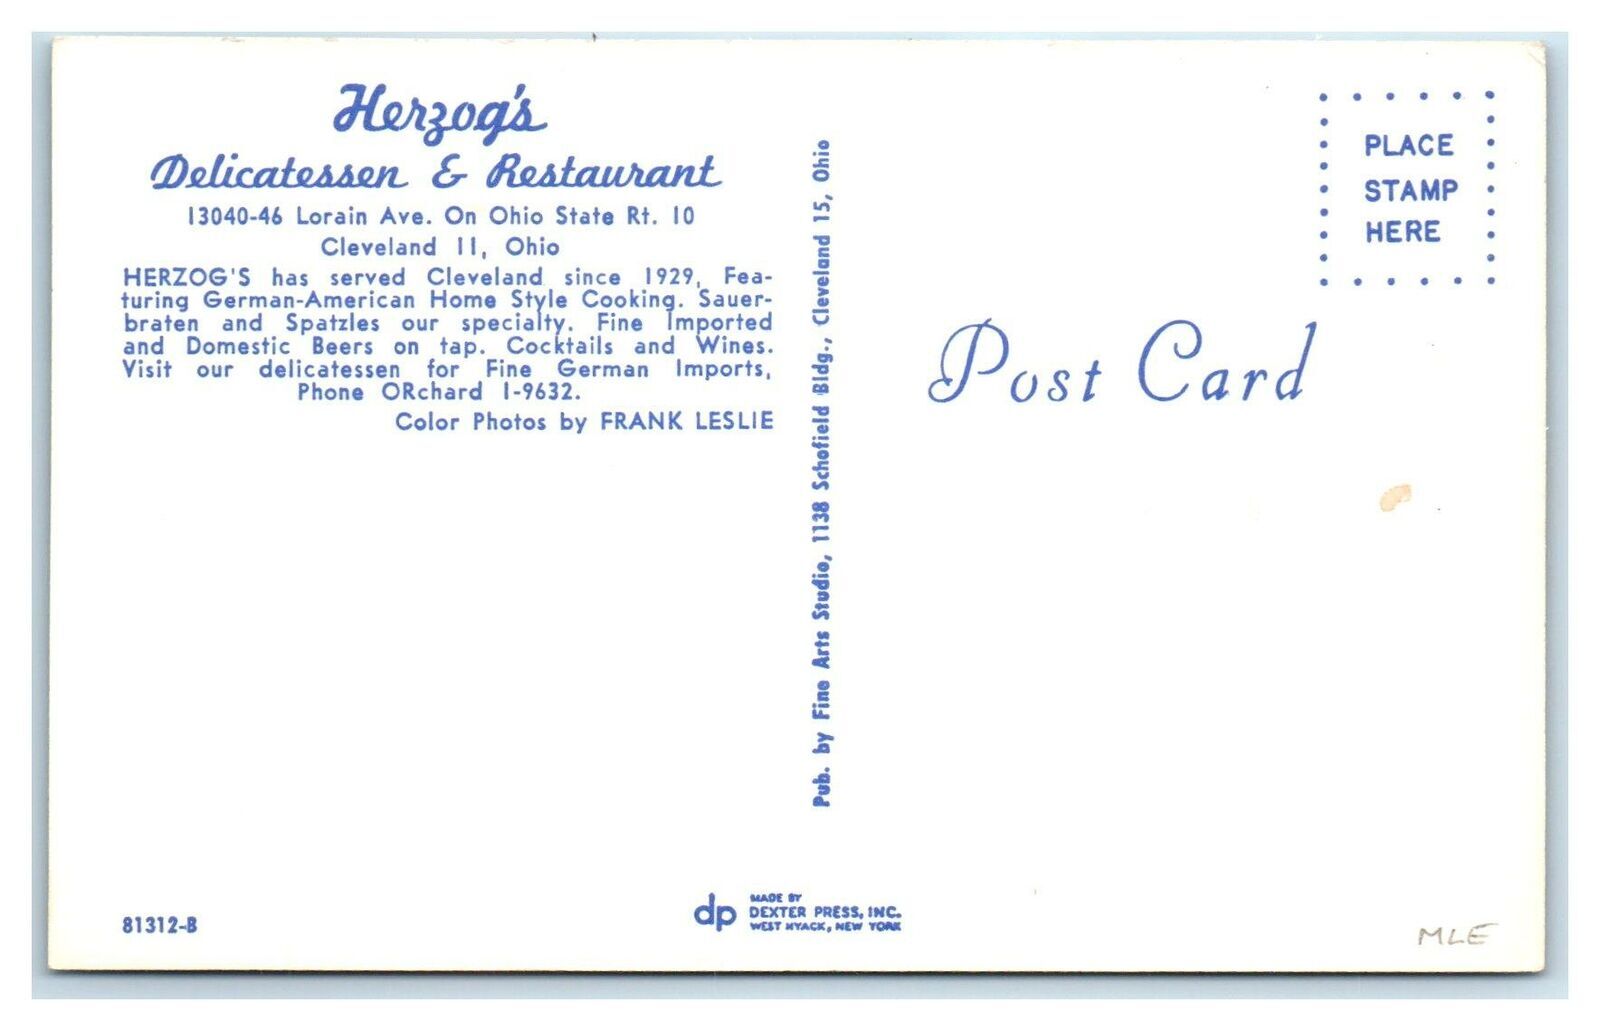 Herzog's
Delicatessen & Restaurant
13040-46 Lorain Ave. On Ohio State Rt. 10
Cleveland 11, Ohio
HERZOG'S has served Cleveland since 1929, Fea-
turing German-American Home Style Cooking. Sauer-
braten and Spatzles our specialty. Fine Imported
and Domestic Beers on tap. Cocktails and Wines.
Visit our delicatessen for Fine German Imports,
Phone ORchard 1-9632.
Color Photos by FRANK LESLIE
81312-B
Pub. by Fine Arts Studio, 1138 Schofield Bldg., Cleveland 15, Ohio
dp
MADE BY
DEXTER PRESS, INC.
WEST NYACK, NEW YORK
PLACE
STAMP
HERE
Post Card
MLE